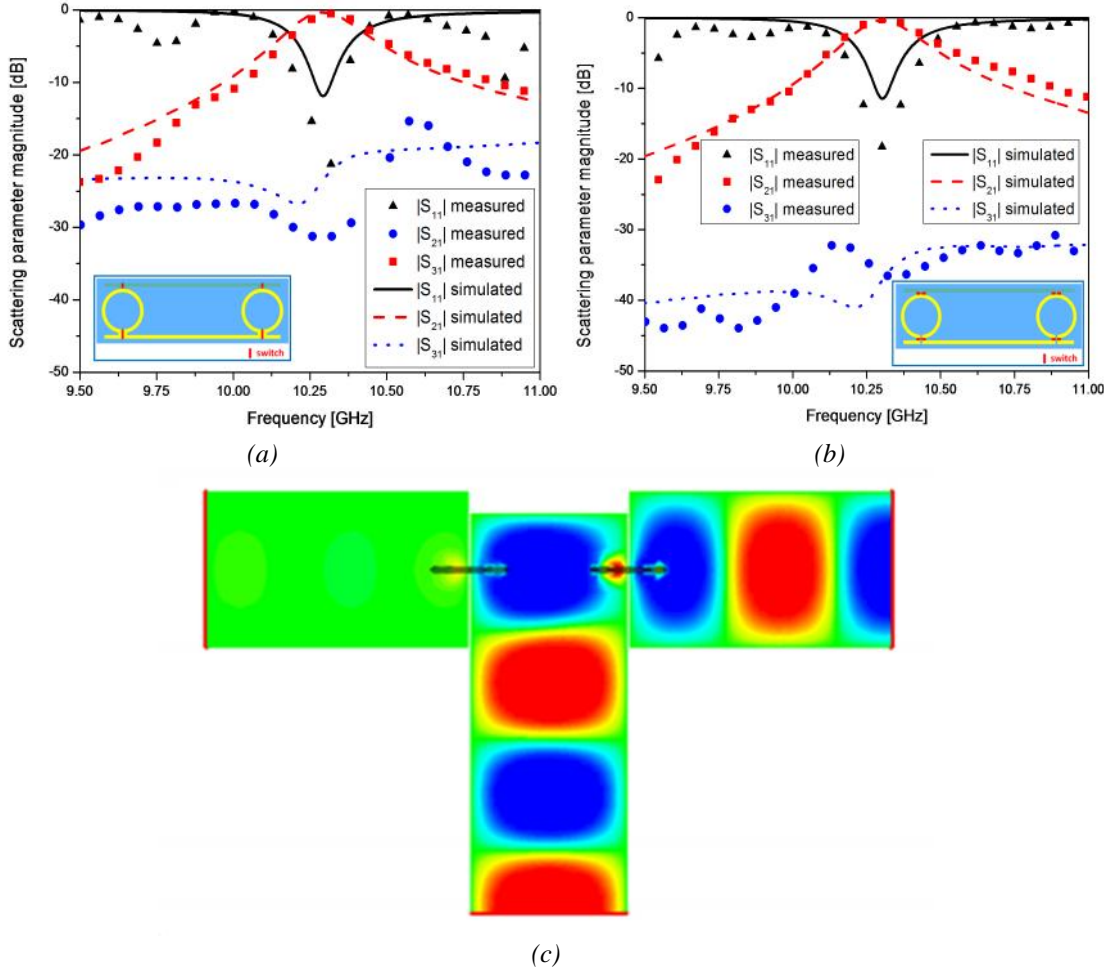 Scattering parameter magnitude [dB]
0
-10
-20
-30
-40
-50
|S11| measured
|S21| measured
|S31| measured
|S11| simulated
|S21| simulated
|S31| simulated
switch
9.50 9.75 10.00 10.25 10.50 10.75 11.00
Frequency [GHz]
(a)
Scattering parameter magnitude [dB]
0
-10
-20
-30
-40
-50
|S11| measured |S11| simulated
|S21| measured |S21| simulated
|S31| measured |S31| simulated
switch
9.50 9.75 10.00 10.25 10.50 10.75 11.00
Frequency [GHz]
(b)
(c)